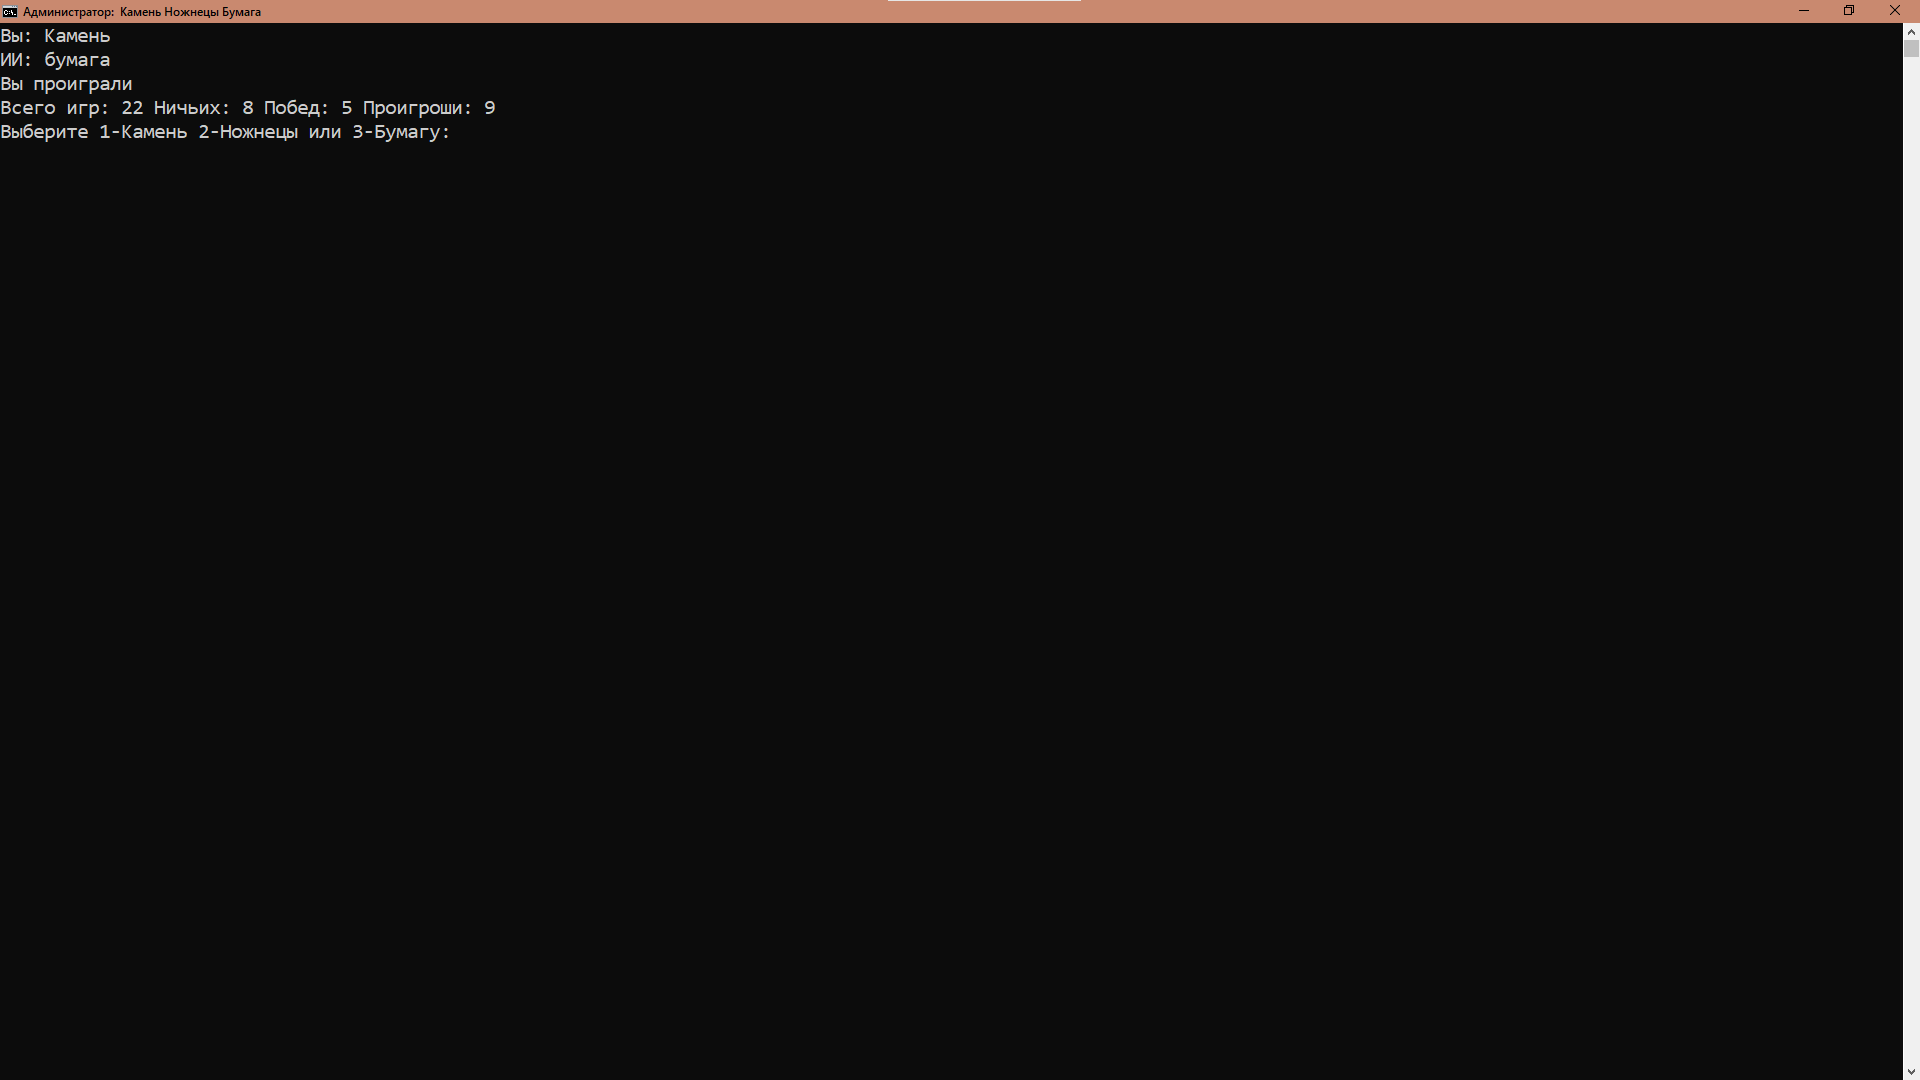 Администратор: Камень Ножнецы Бумага
Вы: Камень
ИИ: бумага
Вы проиграли
Всего игр: 22 Ничьих: 8 Побед: 5 Проигроши: 9
Выберите 1-Камень 2-Ножнецы или 3-Бумагу: